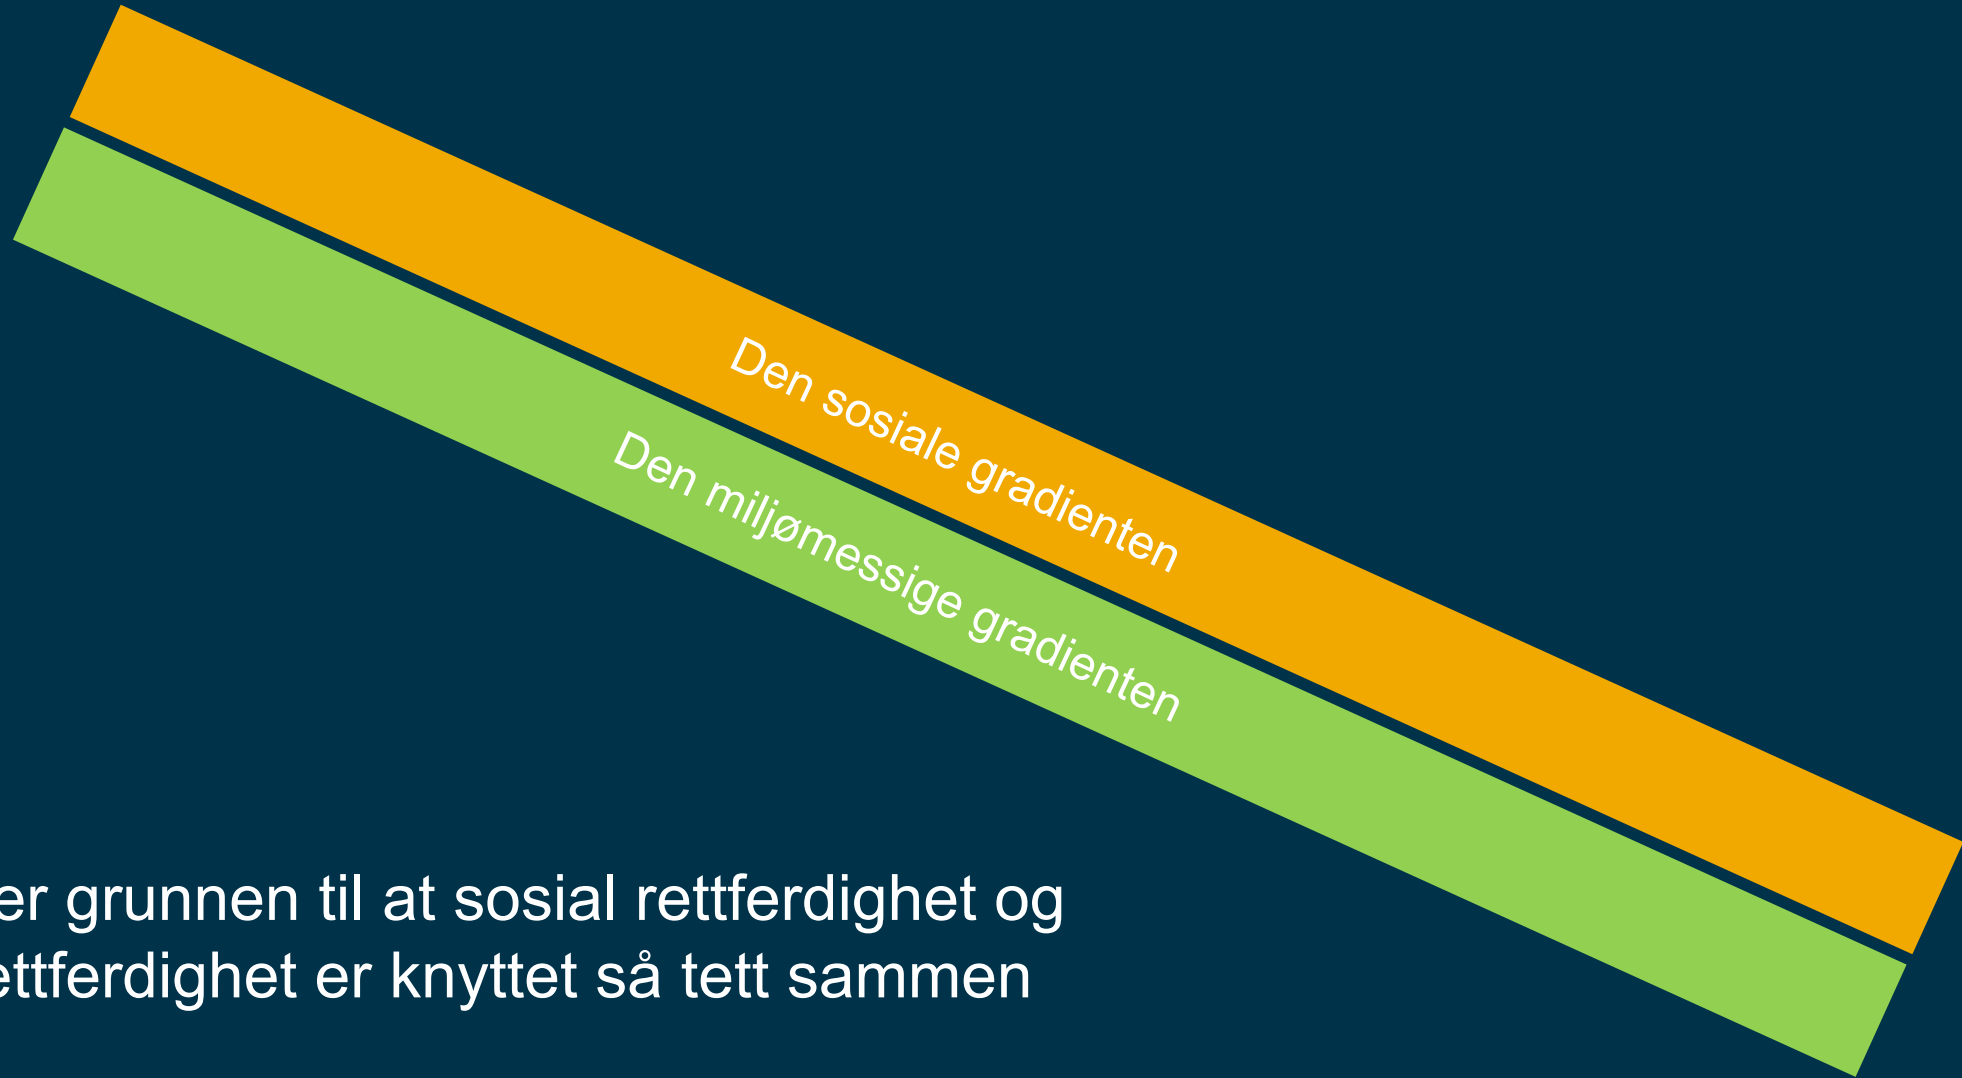 Den sosiale gradienten
Den miljømessige gradienten
er grunnen til at sosial rettferdighet og
ettferdighet er knyttet så tett sammen